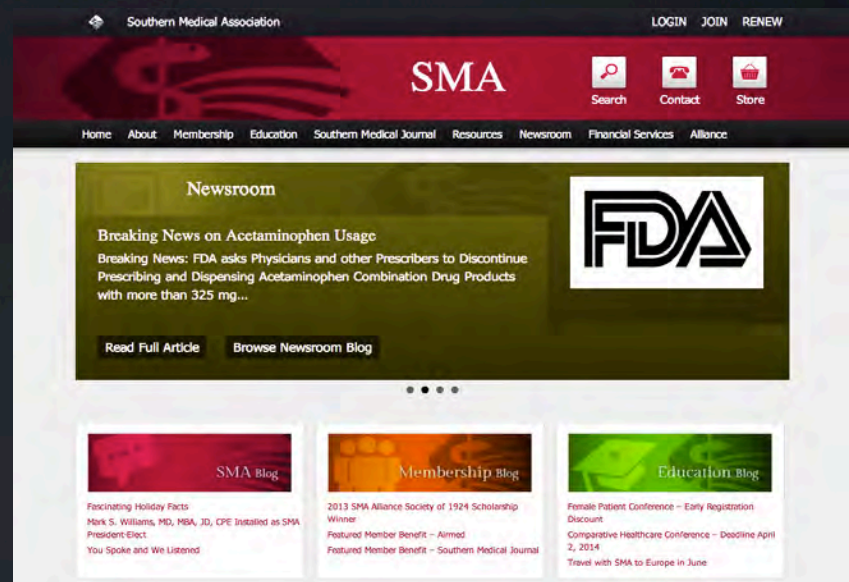 Southern Medical Association
LOGIN JOIN RENEW
SMA
Search Contact Store
Home About Membership Education Southern Medical Journal Resources Newsroom Financial Services Alliance
Newsroom
FDA
Breaking News on Acetaminophen Usage
Breaking News: FDA asks Physicians and other Prescribers to Discontinue
Prescribing and Dispensing Acetaminophen Combination Drug Products
with more than 325 mg...
Read Full Article Browse Newsroom Blog
SMA Blog
Fascinating Holiday Facts
Mark S. Williams, MD, MBA, JD, CPE Installed as SMA
President-Elect
You Spoke and We Listened
Membership Blog
2013 SMA Alliance Society of 1924 Scholarship
Winner
Featured Member Benefit – Airmed
Featured Member Benefit – Southern Medical Journal
Education Blog
Female Patient Conference – Early Registration
Discount
Comparative Healthcare Conference – Deadline April
2, 2014
Travel with SMA to Europe in June